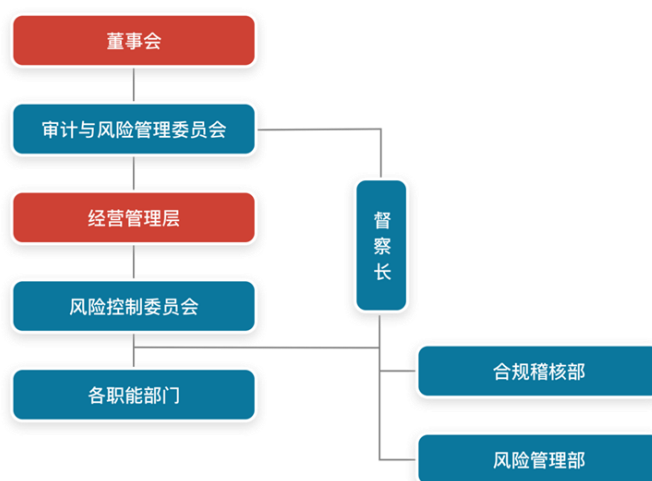 董事会
审计与风险管理委员会
经营管理层
督察长
风险控制委员会
各职能部门
合规稽核部
风险管理部